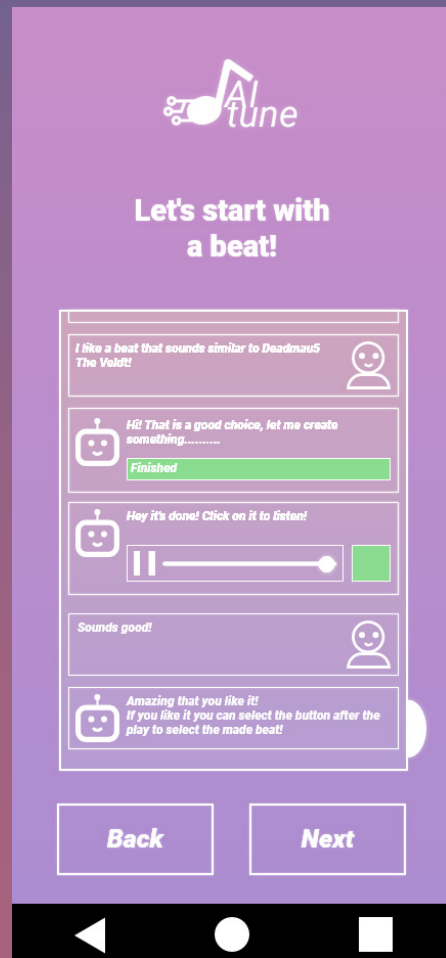 AI
tune
Let's start with
a beat!
I like a beat that sounds similar to Deadmau5
The Veldt!
Hi! That is a good choice, let me create
something..........
Finished
Hey it's done! Click on it to listen!
Sounds good!
Amazing that you like it!
If you like it you can select the button after the
play to select the made beat!
Back
Next